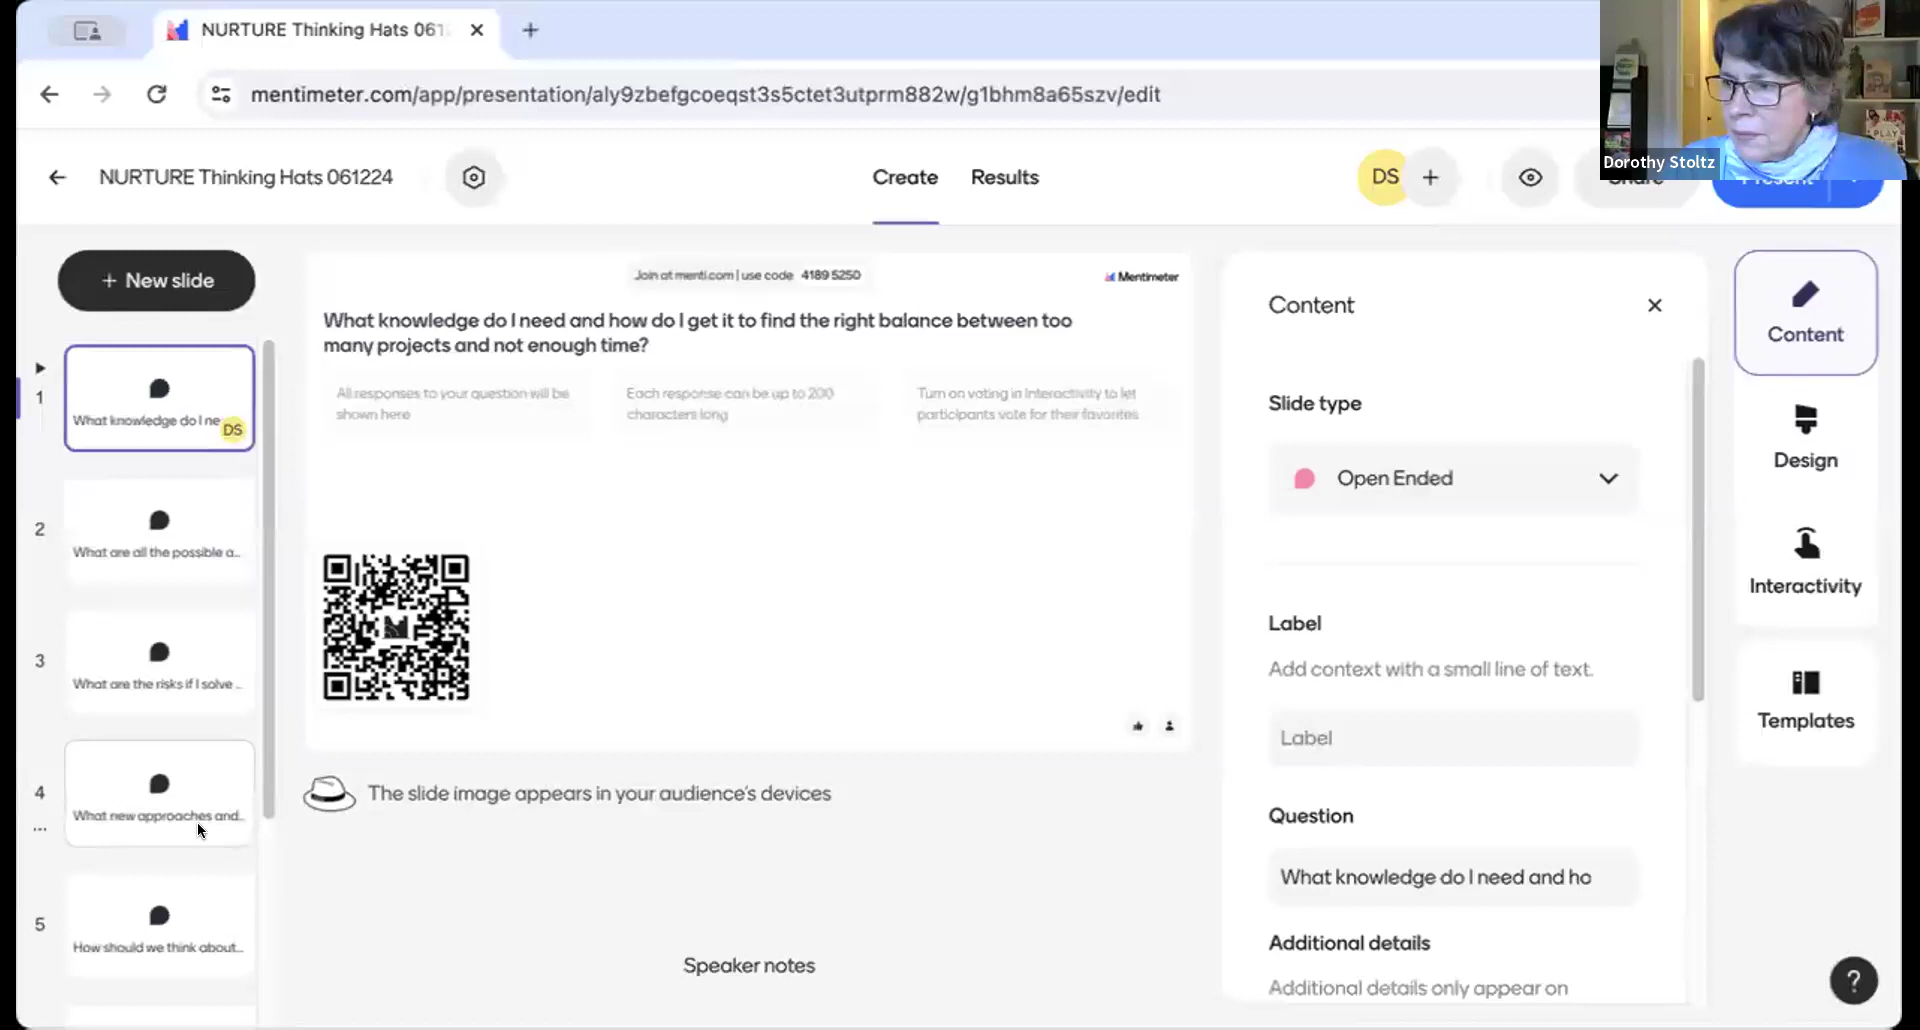 NURTURE Thinking Hats 061
mentimeter.com/app/presentation/aly9zbefgcoeqst3s5ctet3utprm882w/g1bhm8a65szv/edit
Dorothy Stoltz
NURTURE Thinking Hats 061224
Create
Results
DS
Share
Present
+ New slide
Join at menti.com | use code 4189 5250
Mentimeter
What knowledge do I need and how do I get it to find the right balance between too
many projects and not enough time?
All responses to your question will be
shown here
Each response can be up to 200
characters long
Turn on voting in Interactivity to let
participants vote for their favorites
1
What knowledge do I ne
DS
2
What are all the possible a...
3
What are the risks if I solve ...
4
...
What new approaches and...
5
How should we think about...
The slide image appears in your audience's devices
Speaker notes
Content
Slide type
Open Ended
Label
Add context with a small line of text.
Label
Question
What knowledge do I need and ho
Additional details
Additional details only appear on
Content
Design
Interactivity
Templates
?